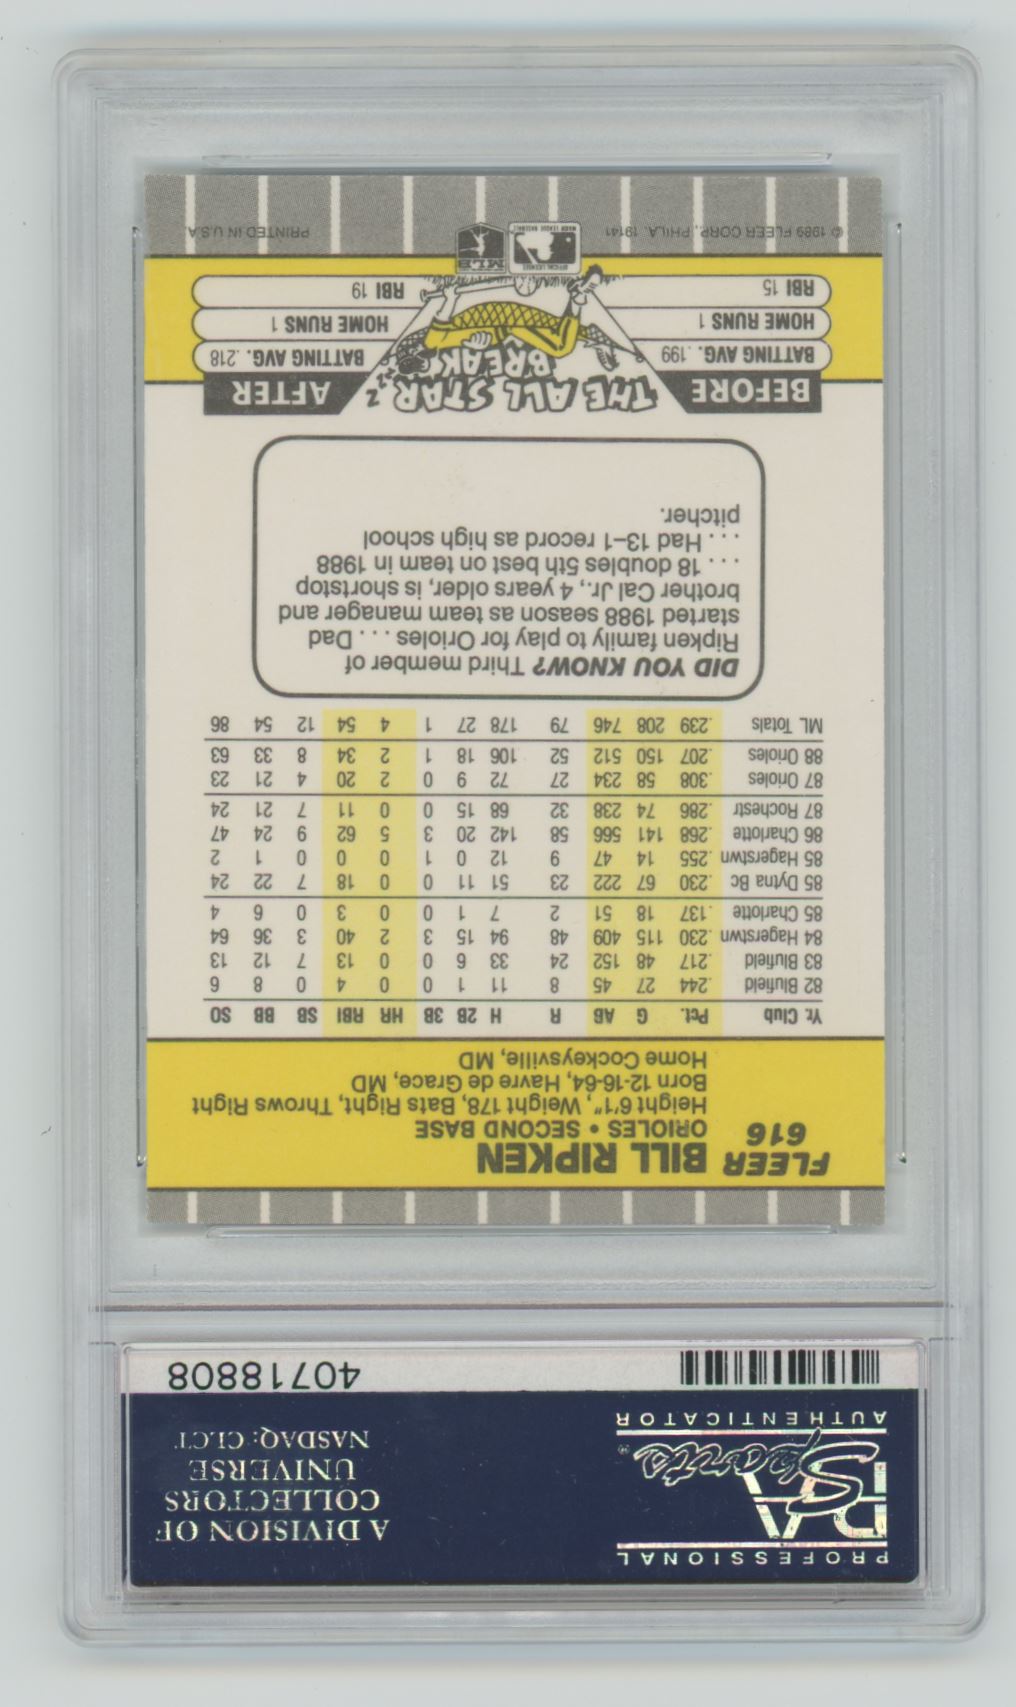 PROFESSIONAL
PSA
Sports™
AUTHENTICATOR
A DIVISION OF
COLLECTORS
UNIVERSE
NASDAQ: CLCT
40718808
FLEER
616
BILL RIPKEN
ORIOLES • SECOND BASE
Height 6'1", Weight 178, Bats Right, Throws Right
Born 12-16-64, Havre de Grace, MD
Home Cockeysville, MD
Yr. Club Pct. G AB R H 2B 3B HR RBI SB BB SO
82 Blufield .244 27 45 8 11 1 0 0 4 0 8 6
83 Blufield .217 48 152 24 33 6 0 0 13 7 12 13
84 Hagerstwn .230 115 409 48 94 15 3 2 40 3 36 64
85 Charlotte .137 18 51 2 7 1 0 0 3 0 6 4
85 Dytna Bc .230 67 222 23 51 11 0 0 18 7 22 24
85 Hagerstwn .255 14 47 9 12 0 1 0 0 0 1 2
86 Charlotte .268 141 566 58 142 20 3 5 62 9 24 47
87 Rochestr .286 74 238 32 68 15 0 0 11 7 21 24
87 Orioles .308 58 234 27 72 9 0 2 20 4 21 23
88 Orioles .207 150 512 52 106 18 1 2 34 8 33 63
ML Totals .239 208 746 79 178 27 1 4 54 12 54 86
DID YOU KNOW? Third member of
Ripken family to play for Orioles . . . Dad
started 1988 season as team manager and
brother Cal Jr., 4 years older, is shortstop
. . . 18 doubles 5th best on team in 1988
. . . Had 13–1 record as high school
pitcher.
BEFORE
THE ALL STAR
BREAK
zzz
AFTER
BATTING AVG. .199
HOME RUNS 1
RBI 15
BATTING AVG. .218
HOME RUNS 1
RBI 19
© 1989 FLEER CORP., PHILA. 19141
OFFICIAL LICENSEE
MAJOR LEAGUE BASEBALL
MLB
PRINTED IN U.S.A.